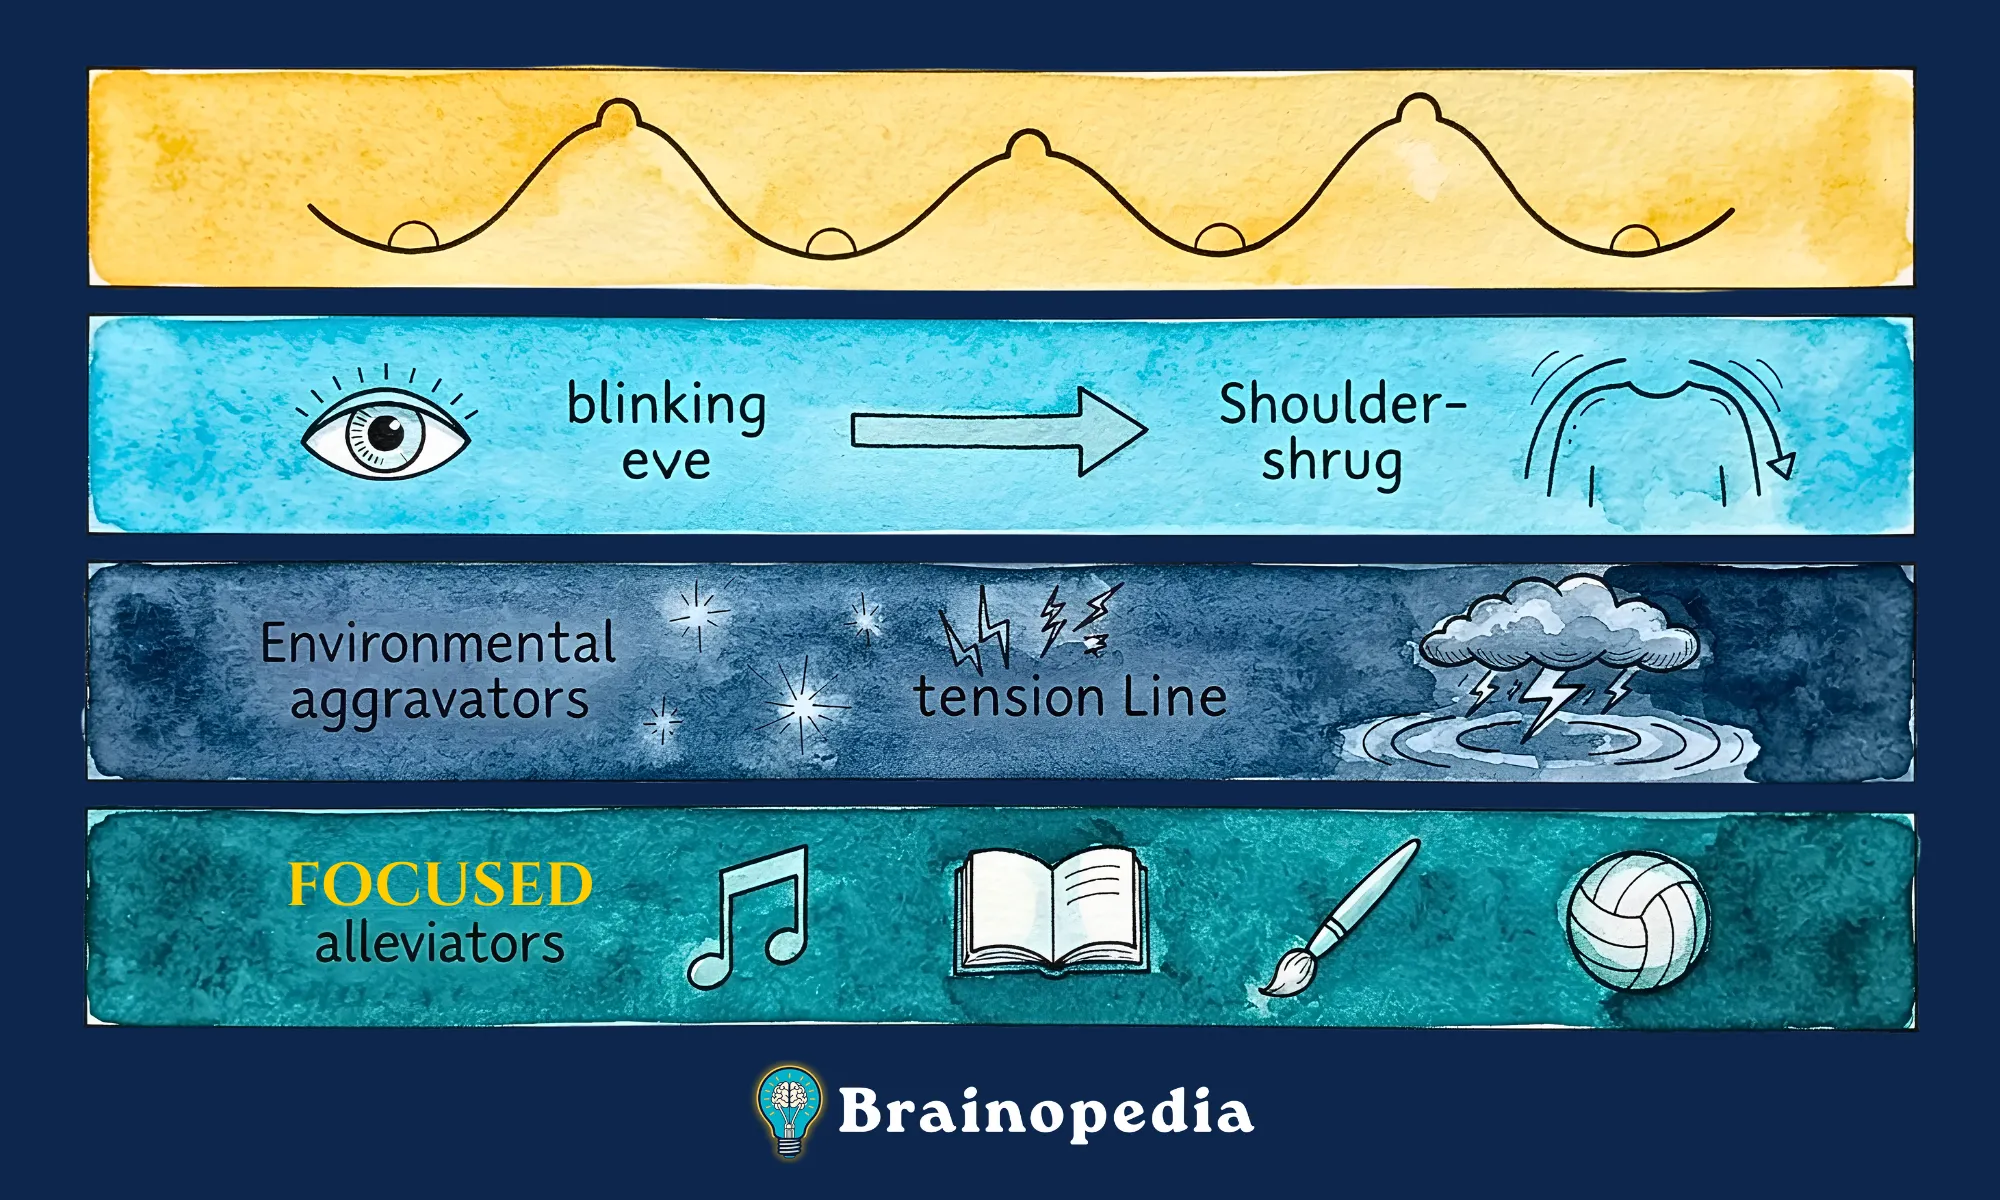 blinking
eve
Shoulder-
shrug
Environmental
aggravators
tension Line
FOCUSED
alleviators
Brainopedia